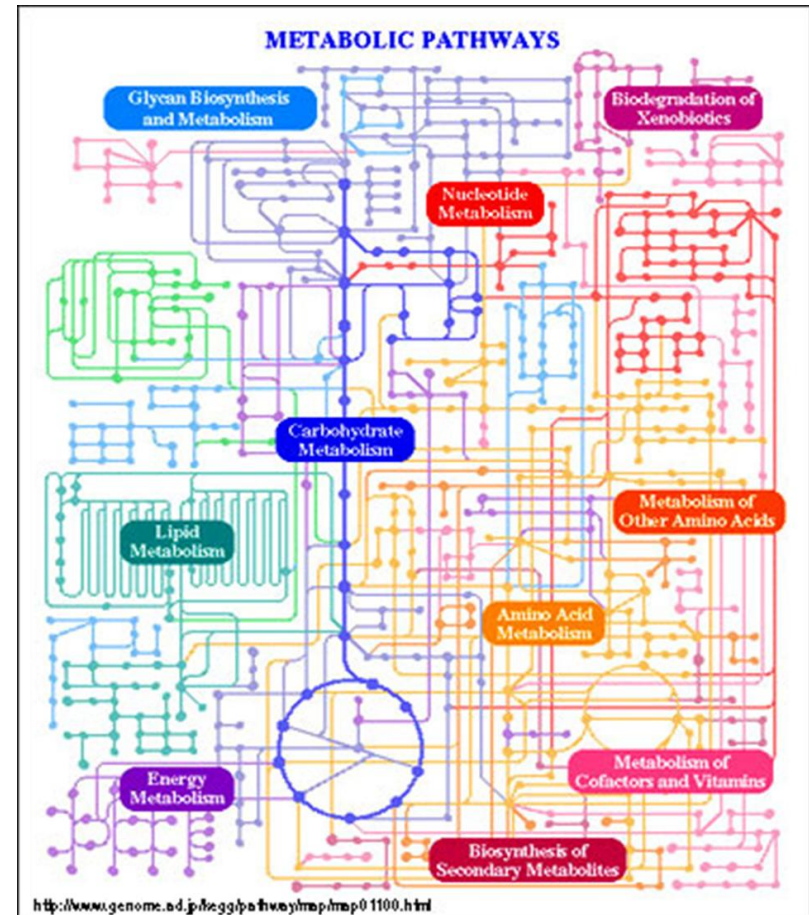 METABOLIC PATHWAYS
Glycan Biosynthesis
and Metabolism
Biodegradation of
Xenobiotics
Nucleotide
Metabolism
Carbohydrate
Metabolism
Lipid
Metabolism
Metabolism of
Other Amino Acids
Amino Acid
Metabolism
Energy
Metabolism
Metabolism of
Cofactors and Vitamins
Biosynthesis of
Secondary Metabolites
http://www.genome.ad.jp/kegg/pathway/map/map01100.html